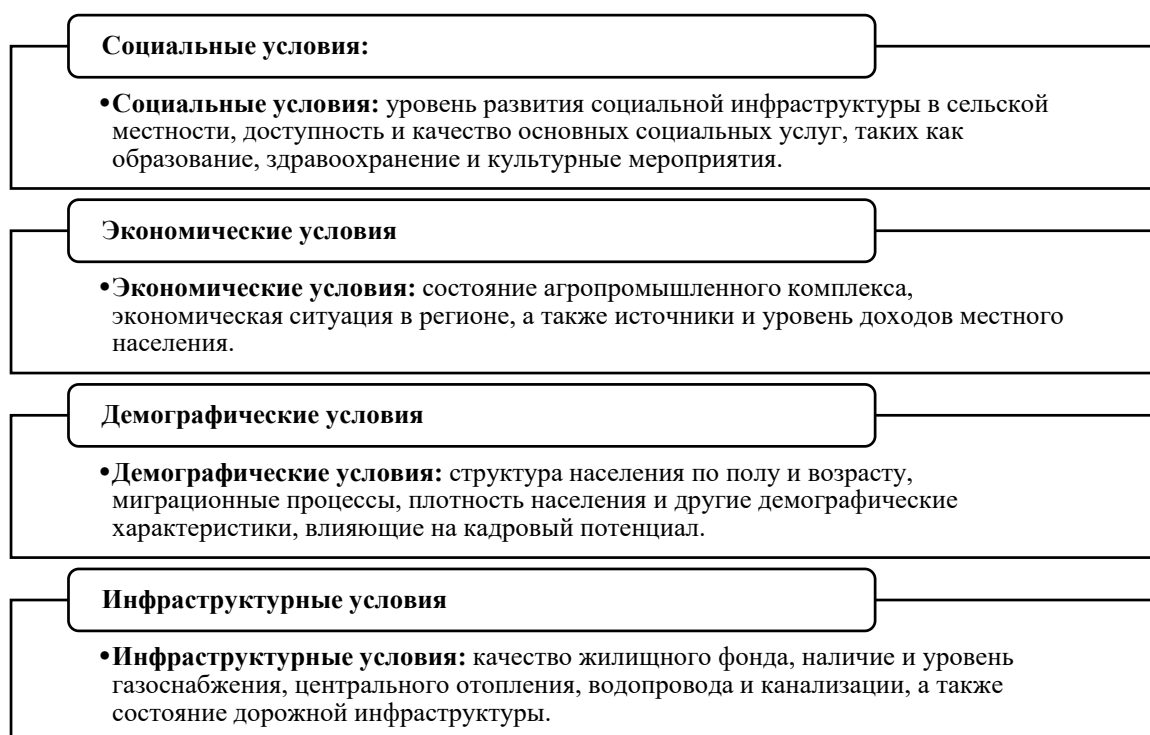 Социальные условия:
•Социальные условия: уровень развития социальной инфраструктуры в сельской
местности, доступность и качество основных социальных услуг, таких как
образование, здравоохранение и культурные мероприятия.
Экономические условия
•Экономические условия: состояние агропромышленного комплекса,
экономическая ситуация в регионе, а также источники и уровень доходов местного
населения.
Демографические условия
•Демографические условия: структура населения по полу и возрасту,
миграционные процессы, плотность населения и другие демографические
характеристики, влияющие на кадровый потенциал.
Инфраструктурные условия
•Инфраструктурные условия: качество жилищного фонда, наличие и уровень
газоснабжения, центрального отопления, водопровода и канализации, а также
состояние дорожной инфраструктуры.